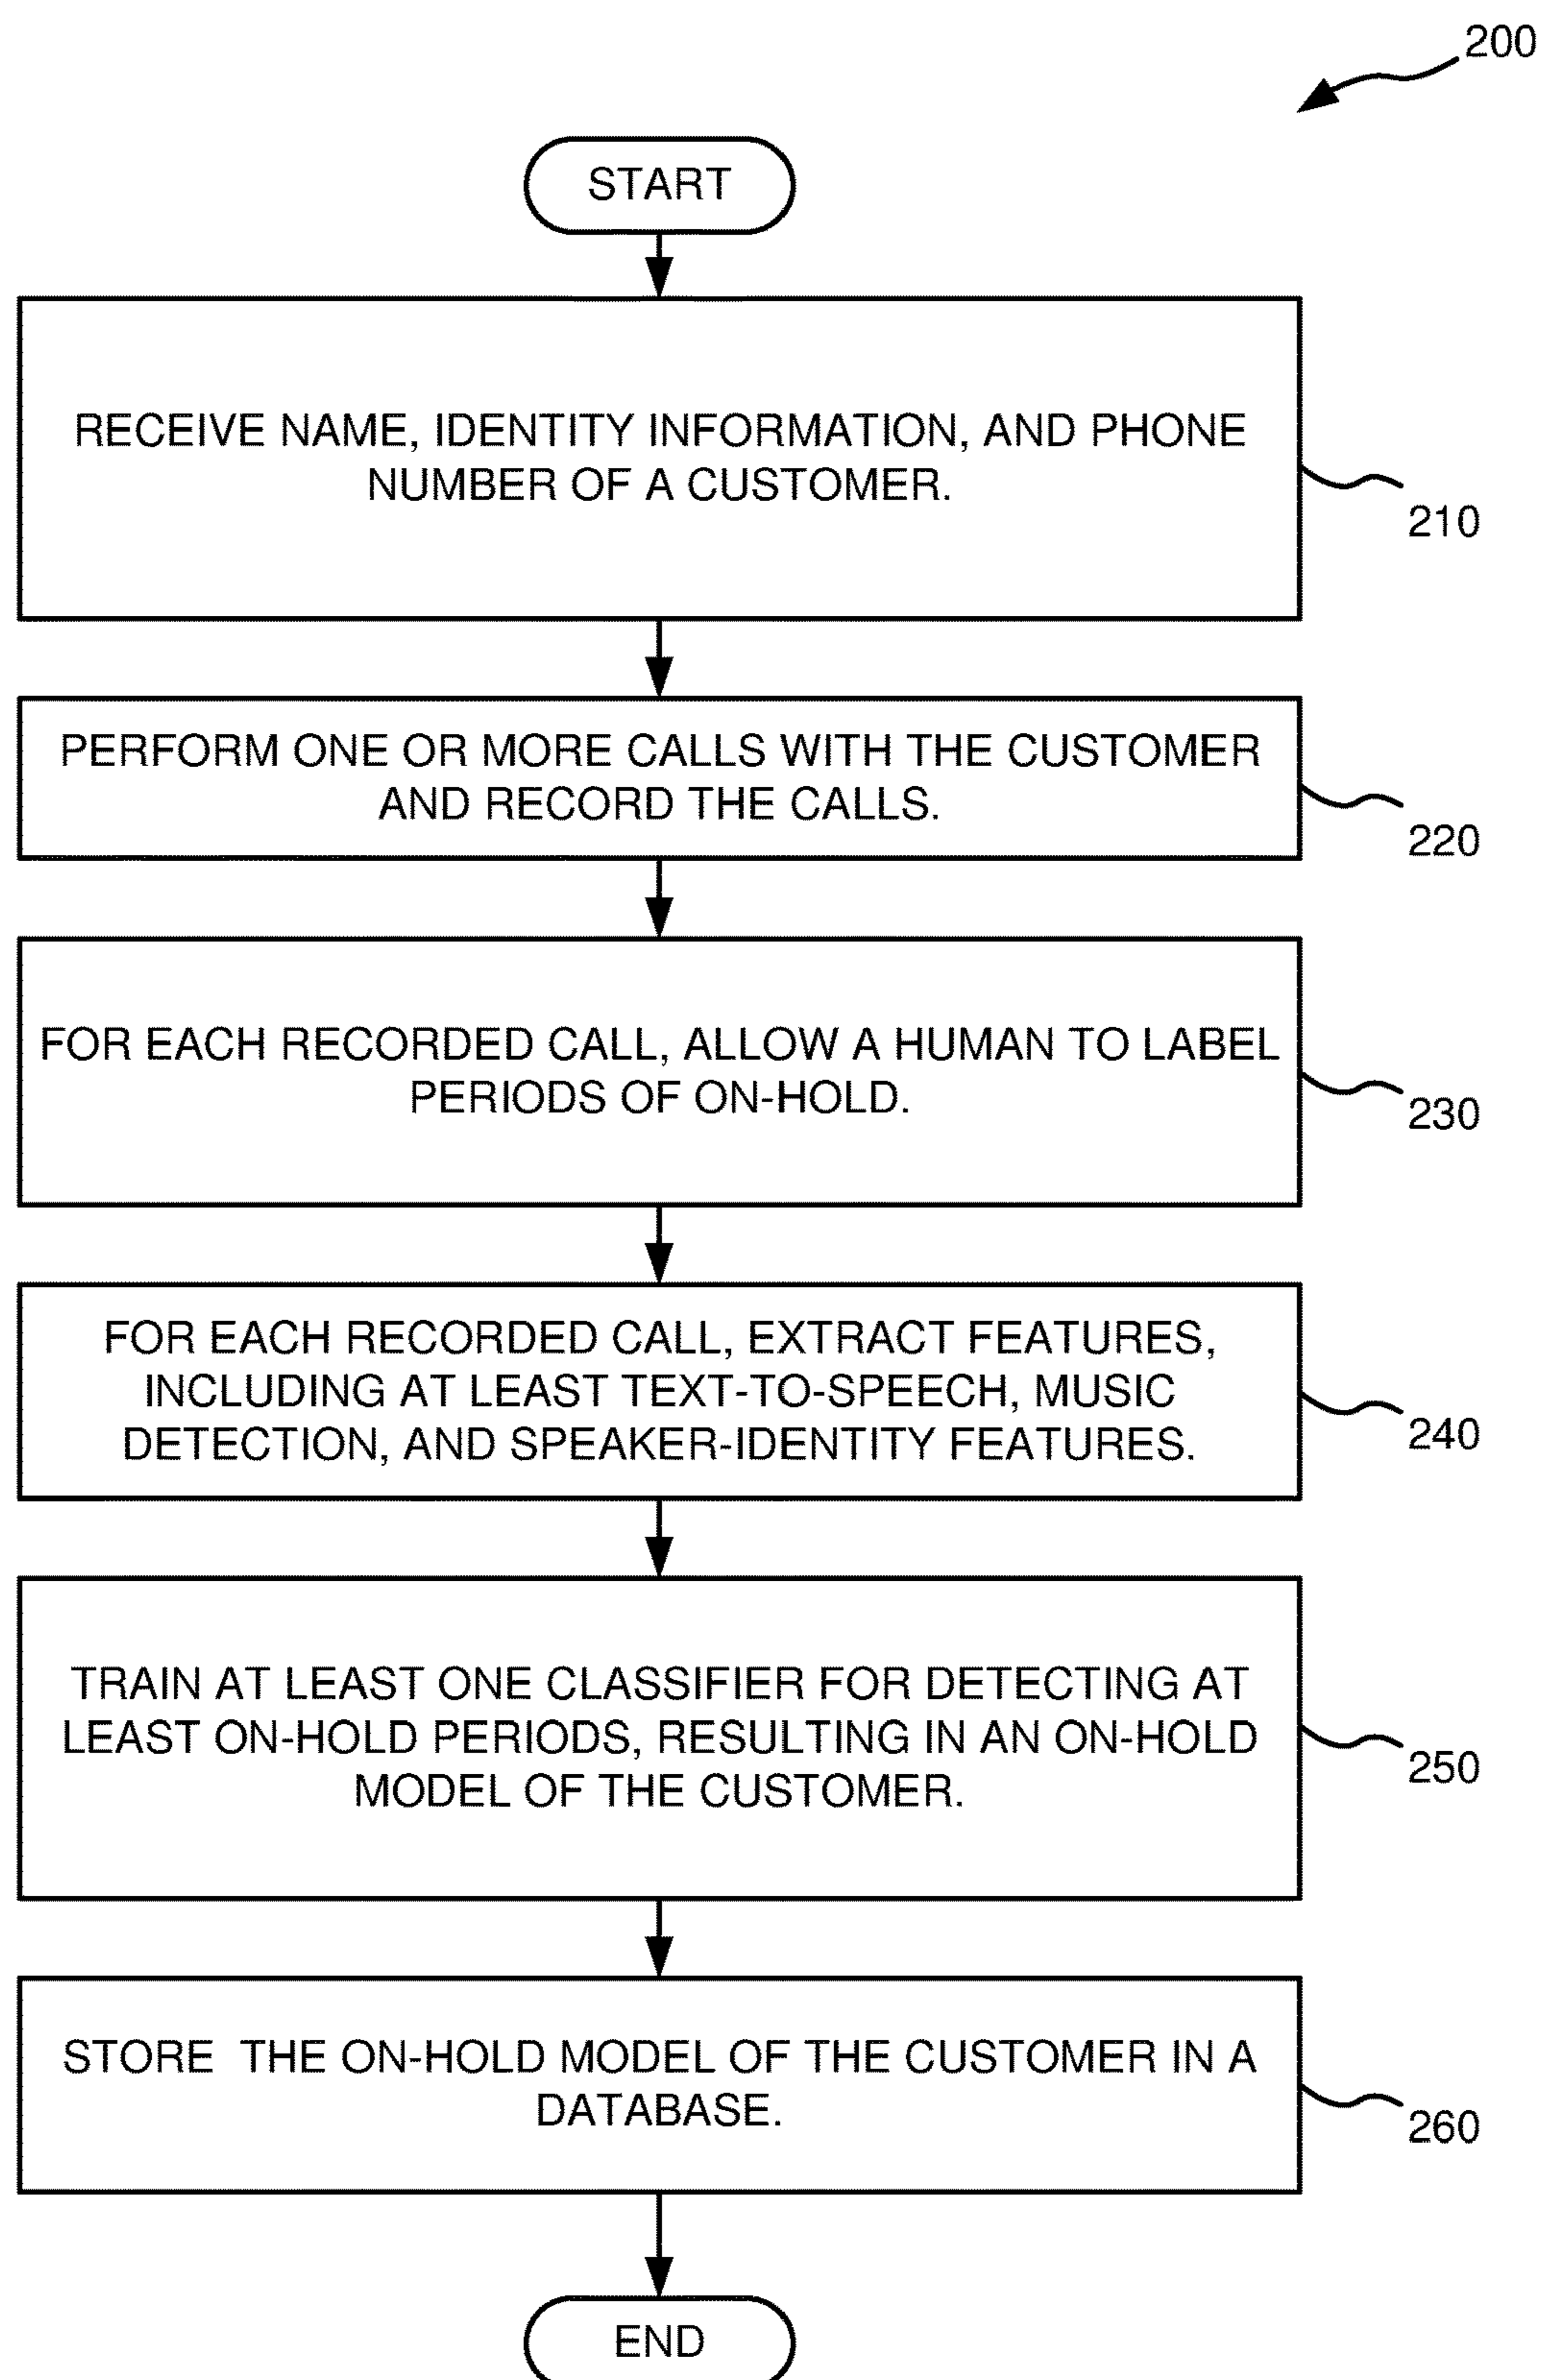 200
START
RECEIVE NAME, IDENTITY INFORMATION, AND PHONE
NUMBER OF A CUSTOMER.
210
PERFORM ONE OR MORE CALLS WITH THE CUSTOMER
AND RECORD THE CALLS.
220
FOR EACH RECORDED CALL, ALLOW A HUMAN TO LABEL
PERIODS OF ON-HOLD.
230
FOR EACH RECORDED CALL, EXTRACT FEATURES,
INCLUDING AT LEAST TEXT-TO-SPEECH, MUSIC
DETECTION, AND SPEAKER-IDENTITY FEATURES.
240
TRAIN AT LEAST ONE CLASSIFIER FOR DETECTING AT
LEAST ON-HOLD PERIODS, RESULTING IN AN ON-HOLD
MODEL OF THE CUSTOMER.
250
STORE  THE ON-HOLD MODEL OF THE CUSTOMER IN A
DATABASE.
260
END